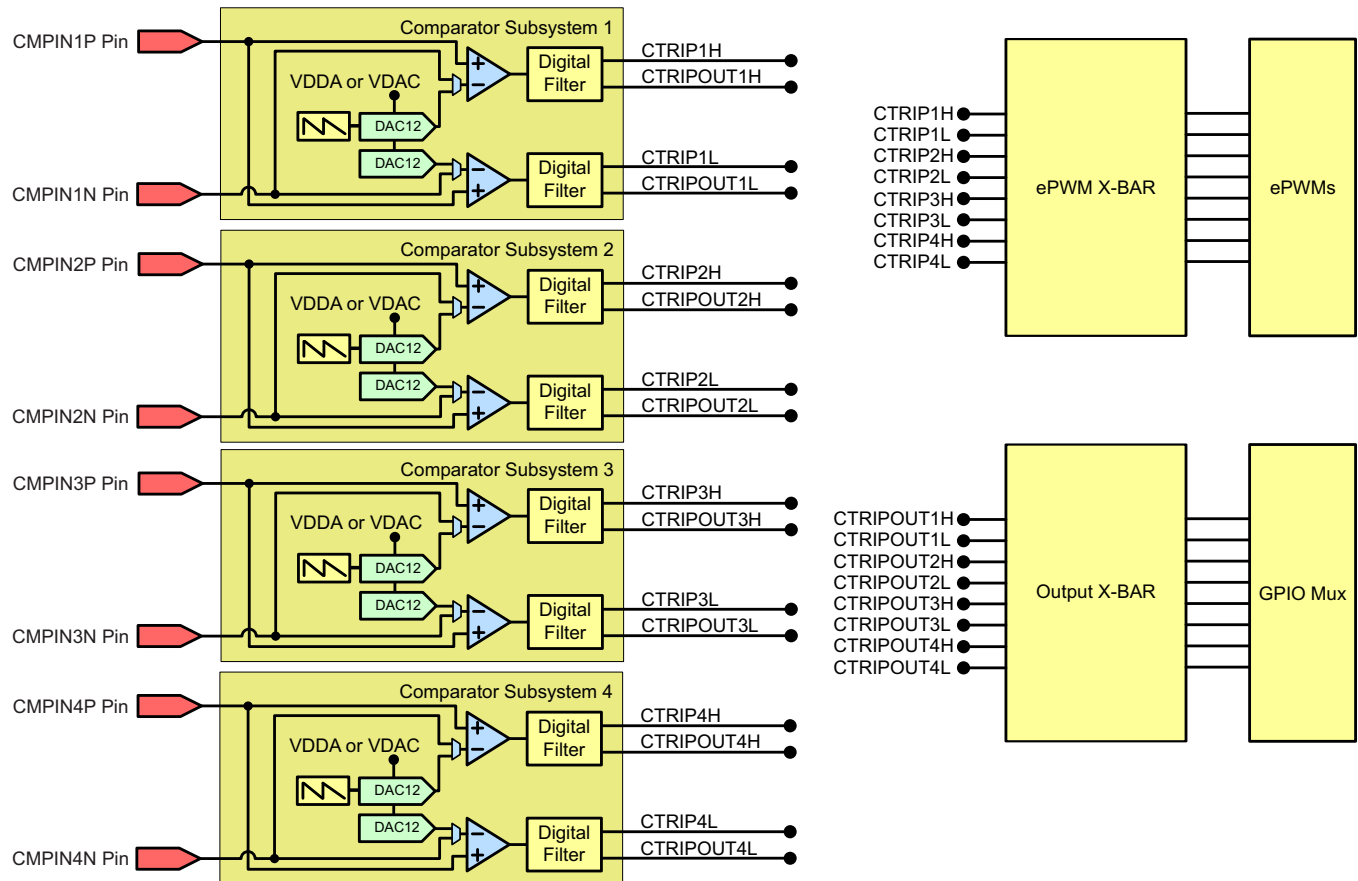 Comparator Subsystem 1
CMPIN1P Pin
VDDA or VDAC
DAC12
DAC12
Digital
Filter
CTRIP1H
CTRIPOUT1H
Digital
Filter
CTRIP1L
CTRIPOUT1L
CMPIN1N Pin
Comparator Subsystem 2
CMPIN2P Pin
VDDA or VDAC
DAC12
DAC12
Digital
Filter
CTRIP2H
CTRIPOUT2H
Digital
Filter
CTRIP2L
CTRIPOUT2L
CMPIN2N Pin
Comparator Subsystem 3
CMPIN3P Pin
VDDA or VDAC
DAC12
DAC12
Digital
Filter
CTRIP3H
CTRIPOUT3H
Digital
Filter
CTRIP3L
CTRIPOUT3L
CMPIN3N Pin
Comparator Subsystem 4
CMPIN4P Pin
VDDA or VDAC
DAC12
DAC12
Digital
Filter
CTRIP4H
CTRIPOUT4H
Digital
Filter
CTRIP4L
CTRIPOUT4L
CMPIN4N Pin
CTRIP1H
CTRIP1L
CTRIP2H
CTRIP2L
CTRIP3H
CTRIP3L
CTRIP4H
CTRIP4L
ePWM X-BAR
ePWMs
CTRIPOUT1H
CTRIPOUT1L
CTRIPOUT2H
CTRIPOUT2L
CTRIPOUT3H
CTRIPOUT3L
CTRIPOUT4H
CTRIPOUT4L
Output X-BAR
GPIO Mux